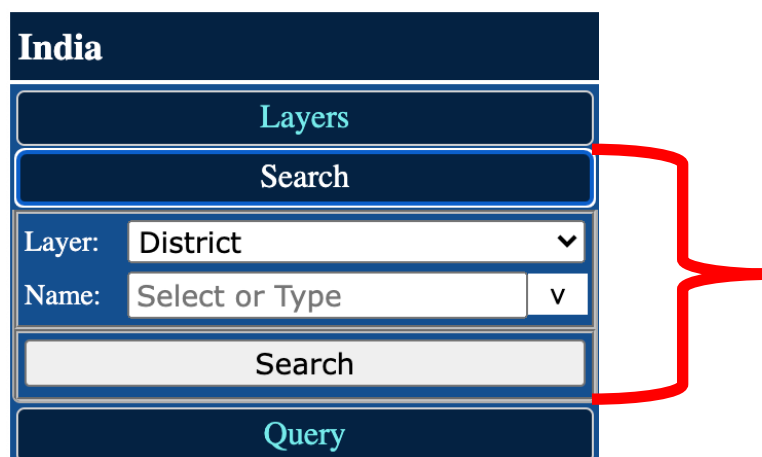 India
Layers
Search
Layer: District
Name: Select or Type V
Search
Query